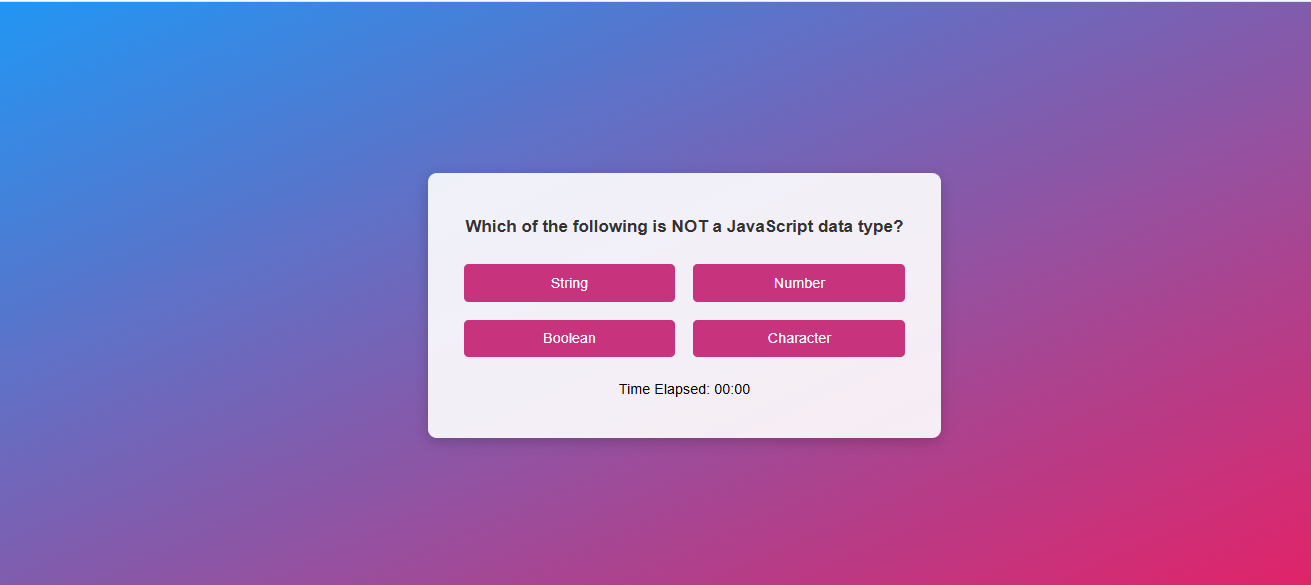 Which of the following is NOT a JavaScript data type?
String
Number
Boolean
Character
Time Elapsed: 00:00